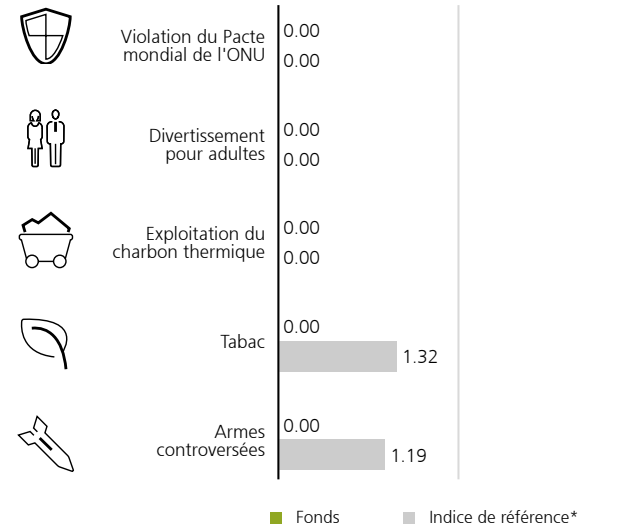 Violation du Pacte
mondial de l'ONU
0.00
0.00
Divertissement
pour adultes
0.00
0.00
Exploitation du
charbon thermique
0.00
0.00
Tabac
0.00
1.32
Armes
controversées
0.00
1.19
Fonds
Indice de référence*